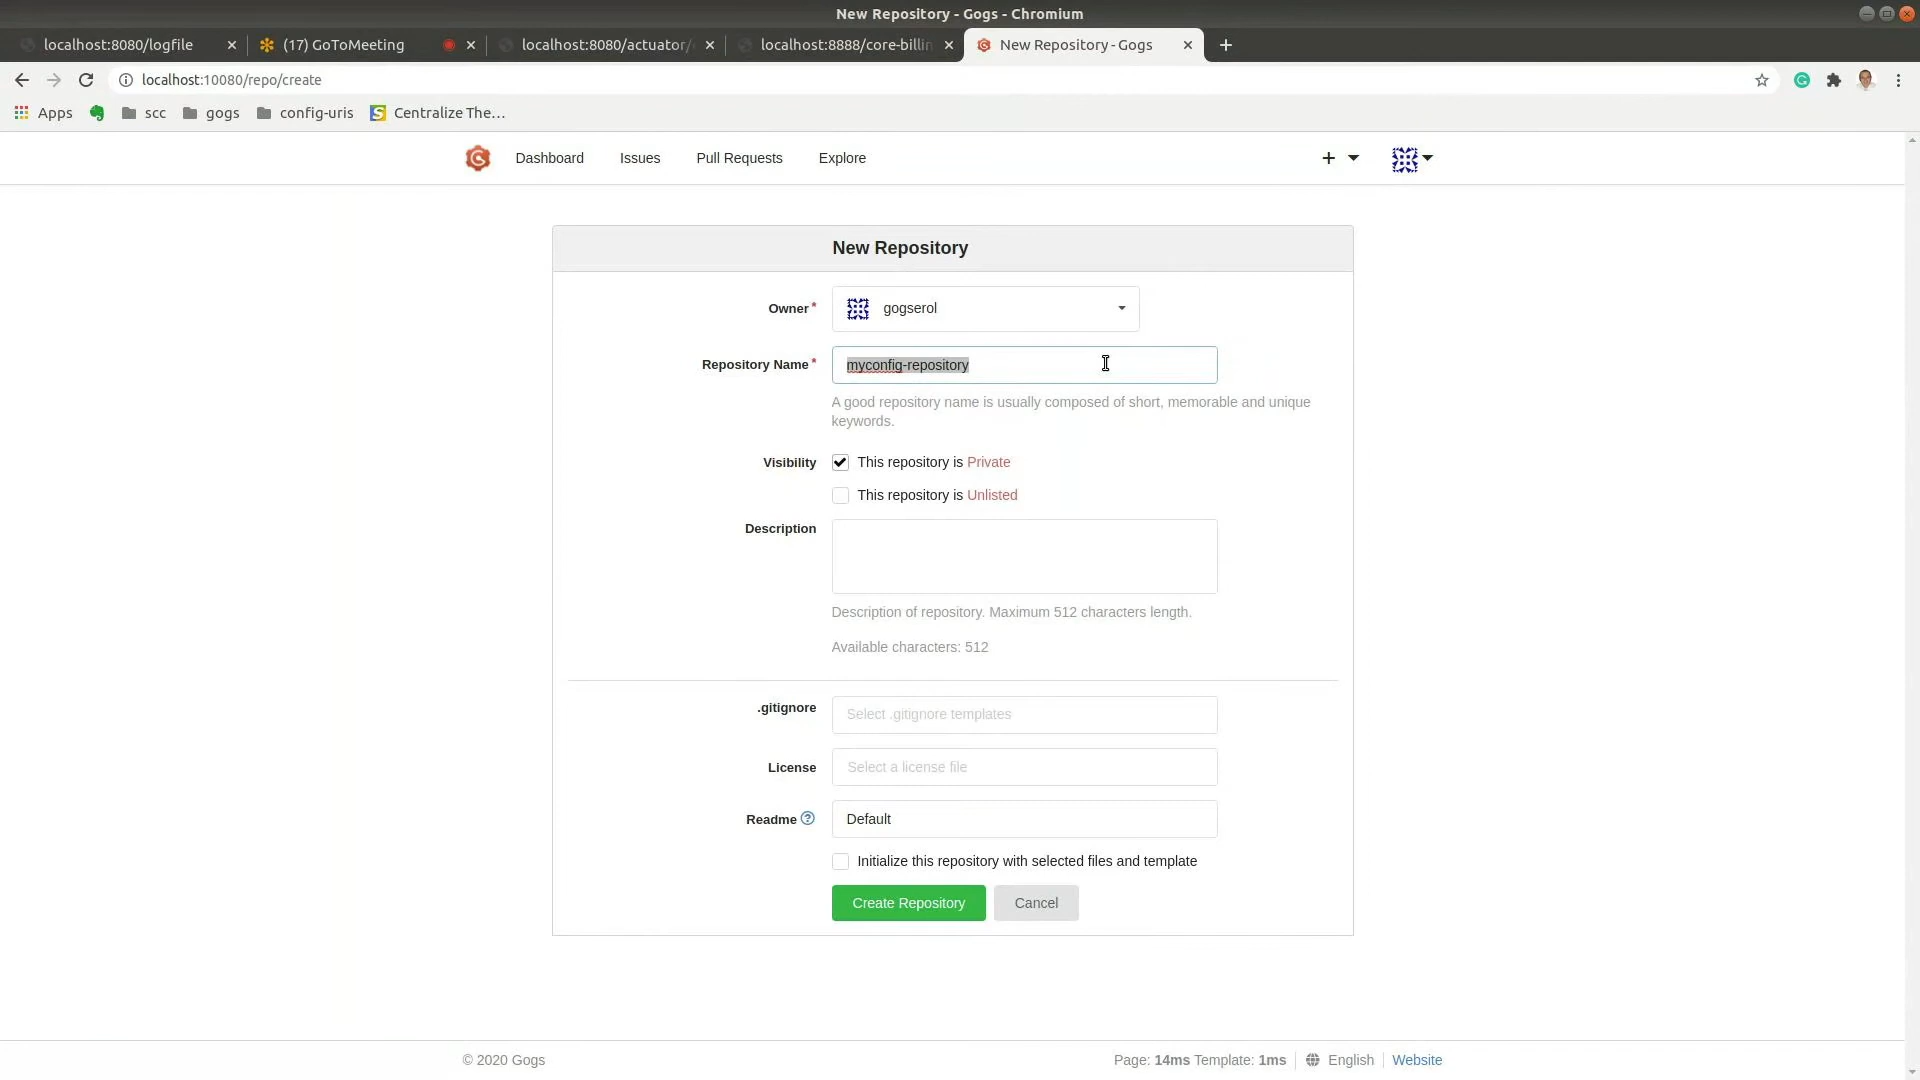 New Repository - Gogs - Chromium
localhost:8080/logfile
(17) GoToMeeting
localhost:8080/actuator/
localhost:8888/core-billin
New Repository - Gogs
localhost:10080/repo/create
Apps
scc
gogs
config-uris
Centralize The…
Dashboard
Issues
Pull Requests
Explore
New Repository
Owner*
gogserol
Repository Name*
myconfig-repository
A good repository name is usually composed of short, memorable and unique
keywords.
Visibility
This repository is Private
This repository is Unlisted
Description
Description of repository. Maximum 512 characters length.
Available characters: 512
.gitignore
Select .gitignore templates
License
Select a license file
Readme
Default
Initialize this repository with selected files and template
Create Repository
Cancel
© 2020 Gogs
Page: 14ms Template: 1ms
English
Website